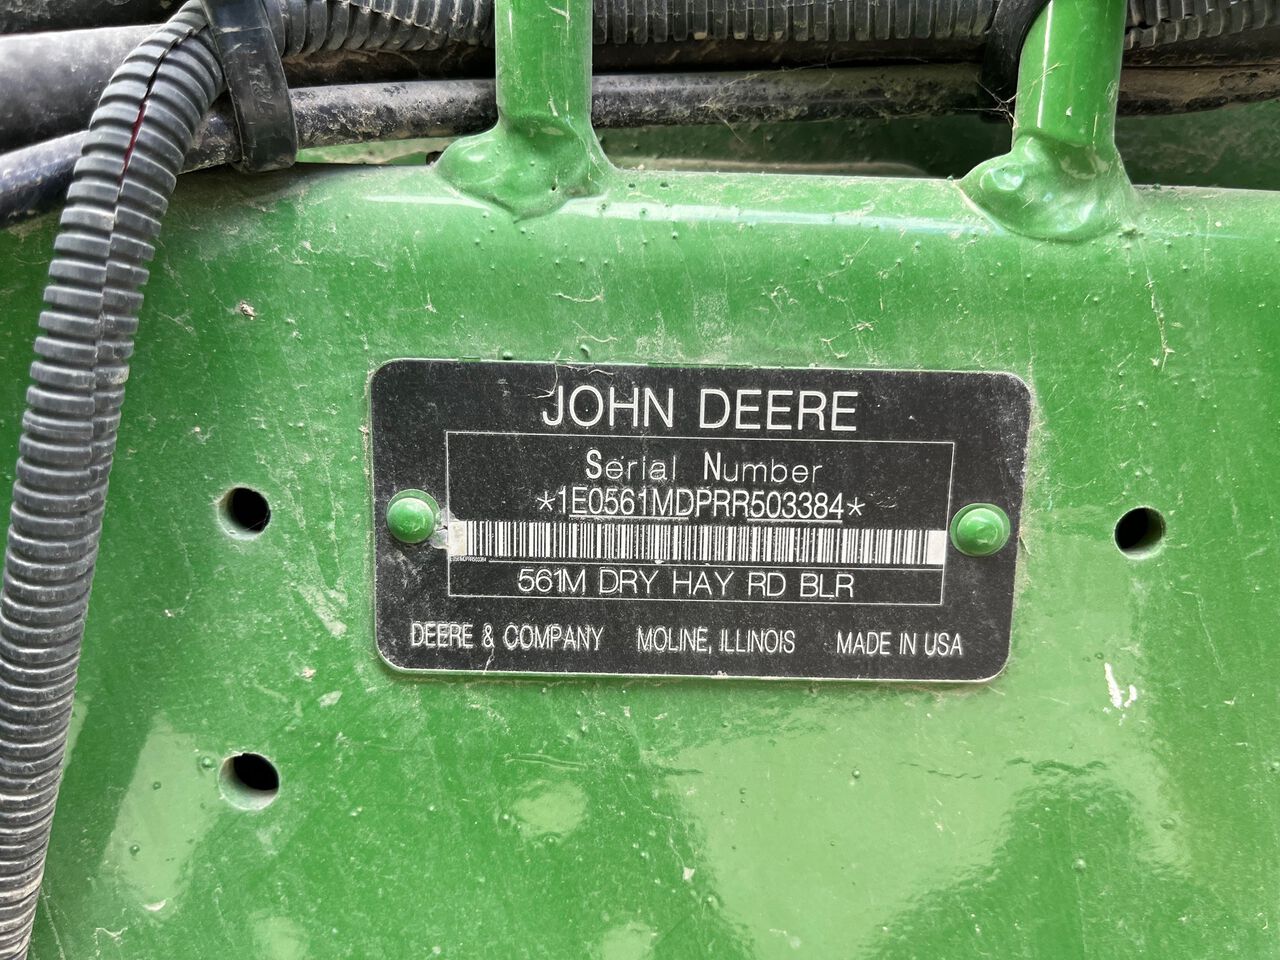 JOHN DEERE
Serial Number
*1E0561MDPRR503384*
561M DRY HAY RD BLR
DEERE & COMPANY MOLINE, ILLINOIS MADE IN USA